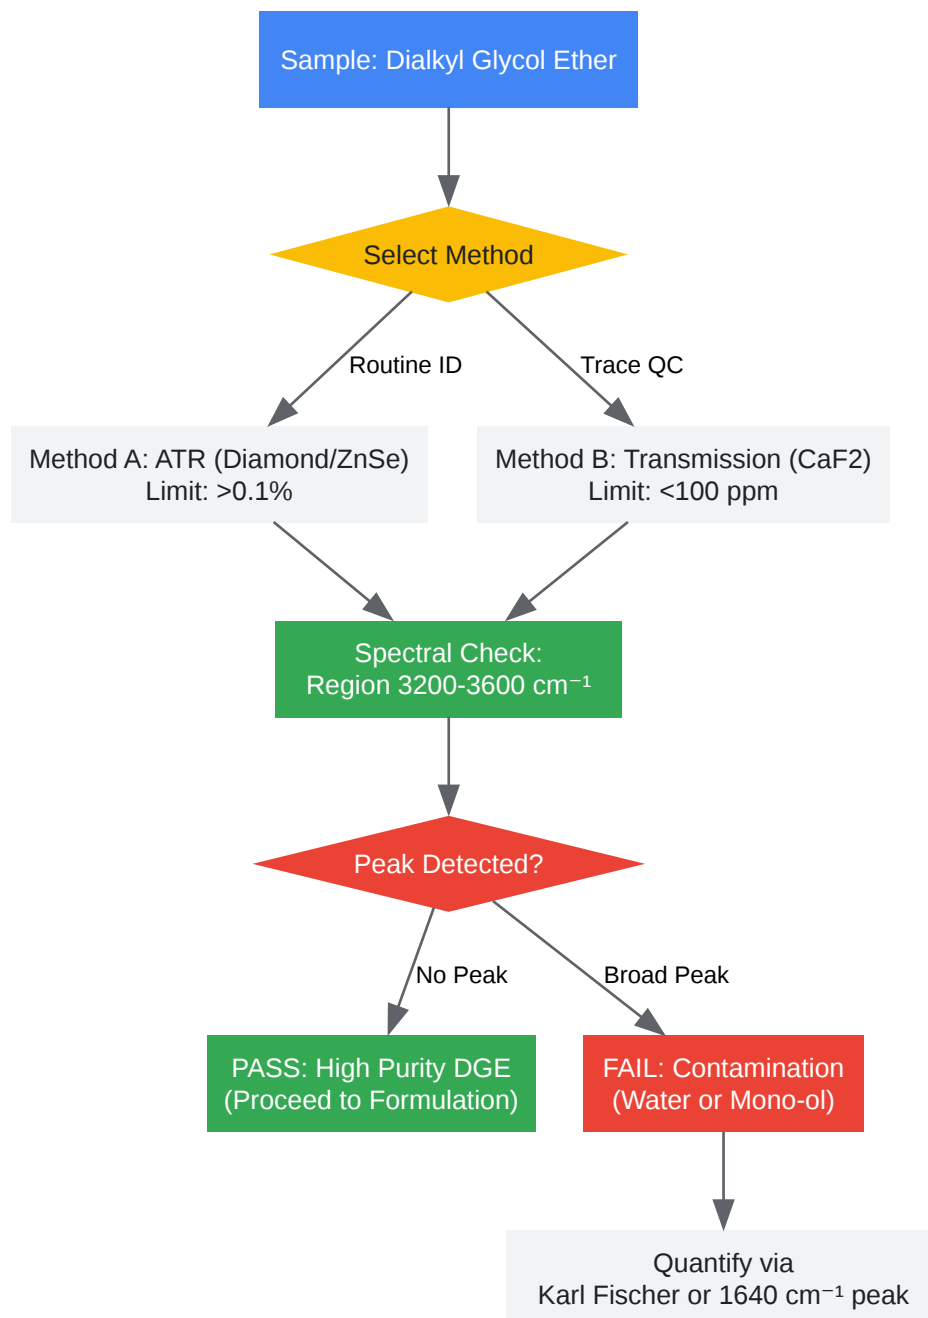 Sample: Dialkyl Glycol Ether
Select Method
Routine ID
Trace QC
Method A: ATR (Diamond/ZnSe)
Limit: >0.1%
Method B: Transmission (CaF2)
Limit: <100 ppm
Spectral Check:
Region 3200-3600 cm⁻¹
Peak Detected?
No Peak
Broad Peak
PASS: High Purity DGE
(Proceed to Formulation)
FAIL: Contamination
(Water or Mono-ol)
Quantify via
Karl Fischer or 1640 cm⁻¹ peak